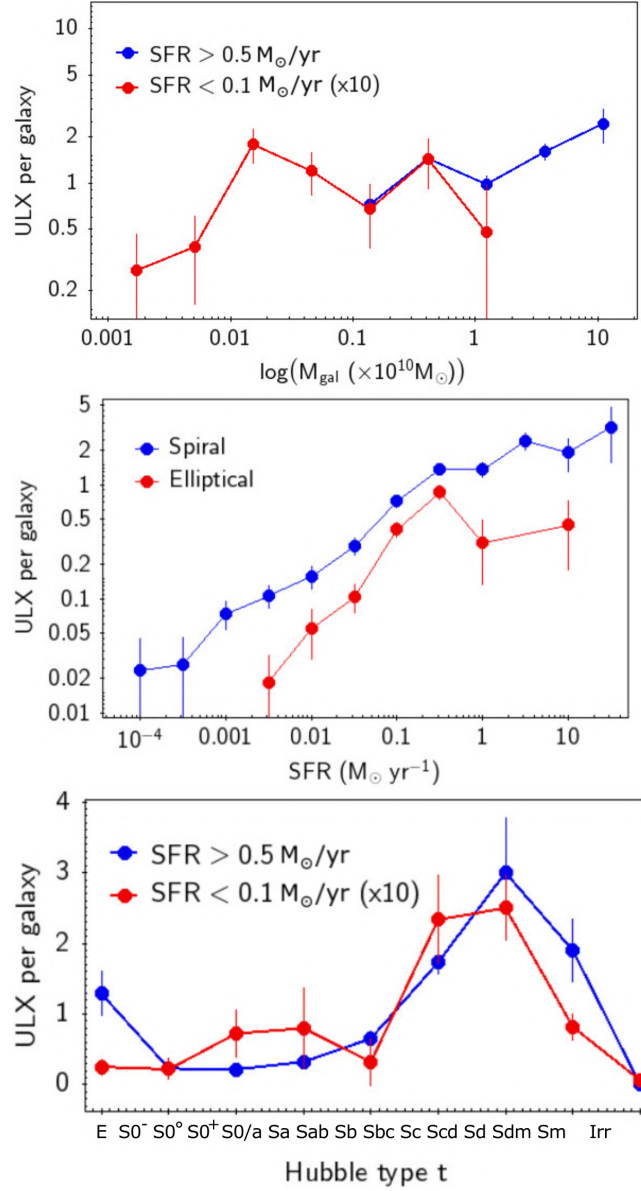 10
5
2
1
0.5
0.2
ULX per galaxy
SFR > 0.5 M⊙/yr
SFR < 0.1 M⊙/yr (x10)
0.001 0.01 0.1 1 10
log(Mgal (×10¹⁰M⊙))
5
2
1
0.5
0.2
0.1
0.05
0.02
0.01
ULX per galaxy
Spiral
Elliptical
10⁻⁴ 0.001 0.01 0.1 1 10
SFR (M⊙ yr⁻¹)
4
3
2
1
0
ULX per galaxy
SFR > 0.5 M⊙/yr
SFR < 0.1 M⊙/yr (x10)
E S0⁻ S0° S0⁺ S0/a Sa Sab Sb Sbc Sc Scd Sd Sdm Sm Irr
Hubble type t